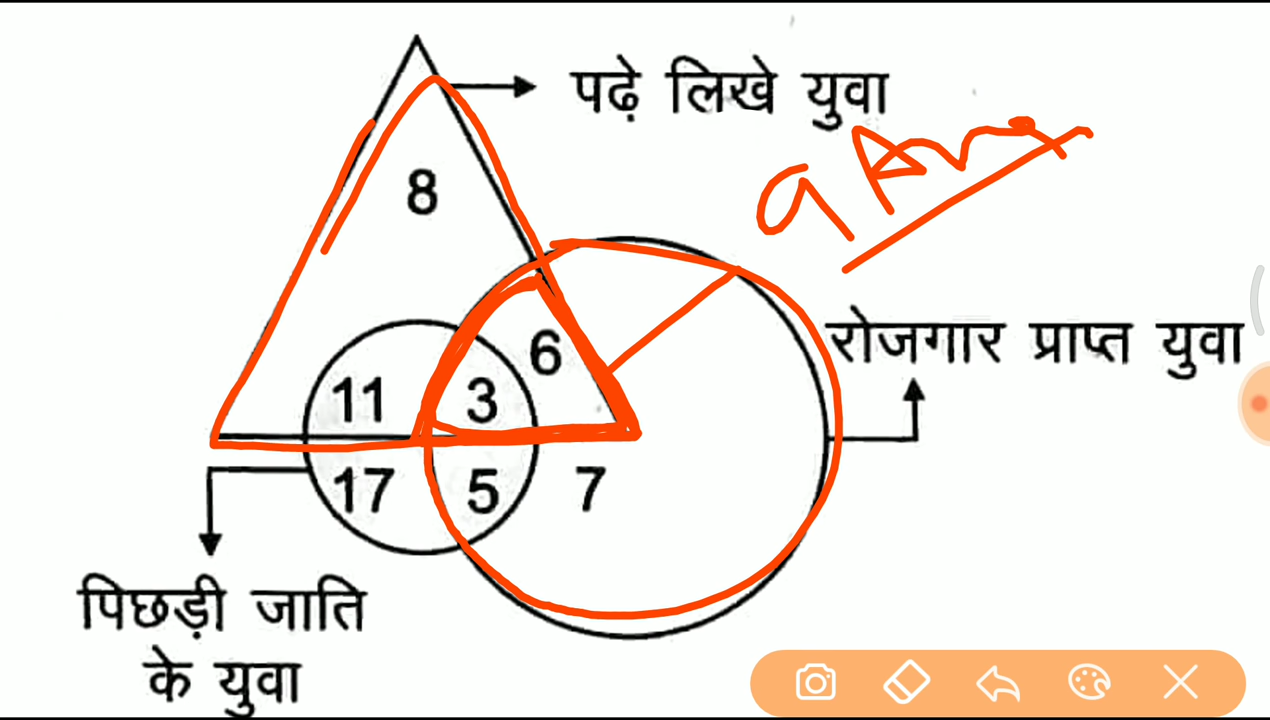 पढ़े लिखे युवा
9 Ans
8
रोजगार प्राप्त युवा
6
11 3
17 5 7
पिछड़ी जाति
के युवा